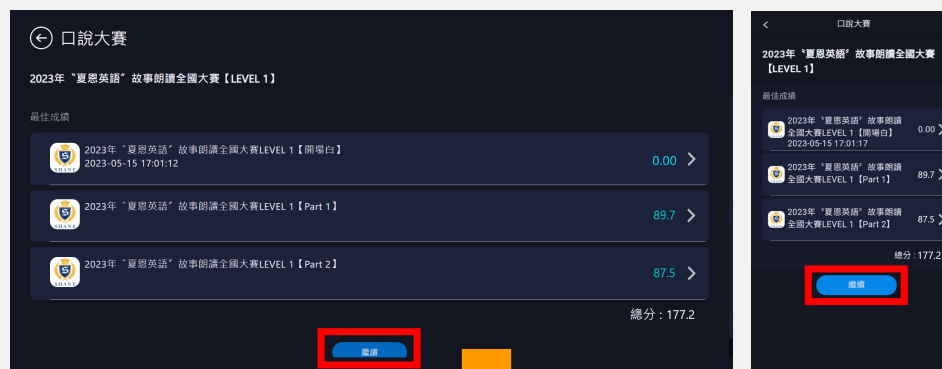 口說大賽
2023年〝夏恩英語〞故事朗讀全國大賽【LEVEL 1】
最佳成績
2023年〝夏恩英語〞故事朗讀全國大賽LEVEL 1【開場白】
2023-05-15 17:01:12
0.00
2023年〝夏恩英語〞故事朗讀全國大賽LEVEL 1【Part 1】
89.7
2023年〝夏恩英語〞故事朗讀全國大賽LEVEL 1【Part 2】
87.5
SHANE
SHANE
SHANE
總分 : 177.2
繼續
口說大賽
2023年〝夏恩英語〞故事朗讀全國大賽
【LEVEL 1】
最佳成績
2023年〝夏恩英語〞故事朗讀
全國大賽LEVEL 1【開場白】
2023-05-15 17:01:17
0.00
2023年〝夏恩英語〞故事朗讀
全國大賽LEVEL 1【Part 1】
89.7
2023年〝夏恩英語〞故事朗讀
全國大賽LEVEL 1【Part 2】
87.5
總分 : 177.2
繼續